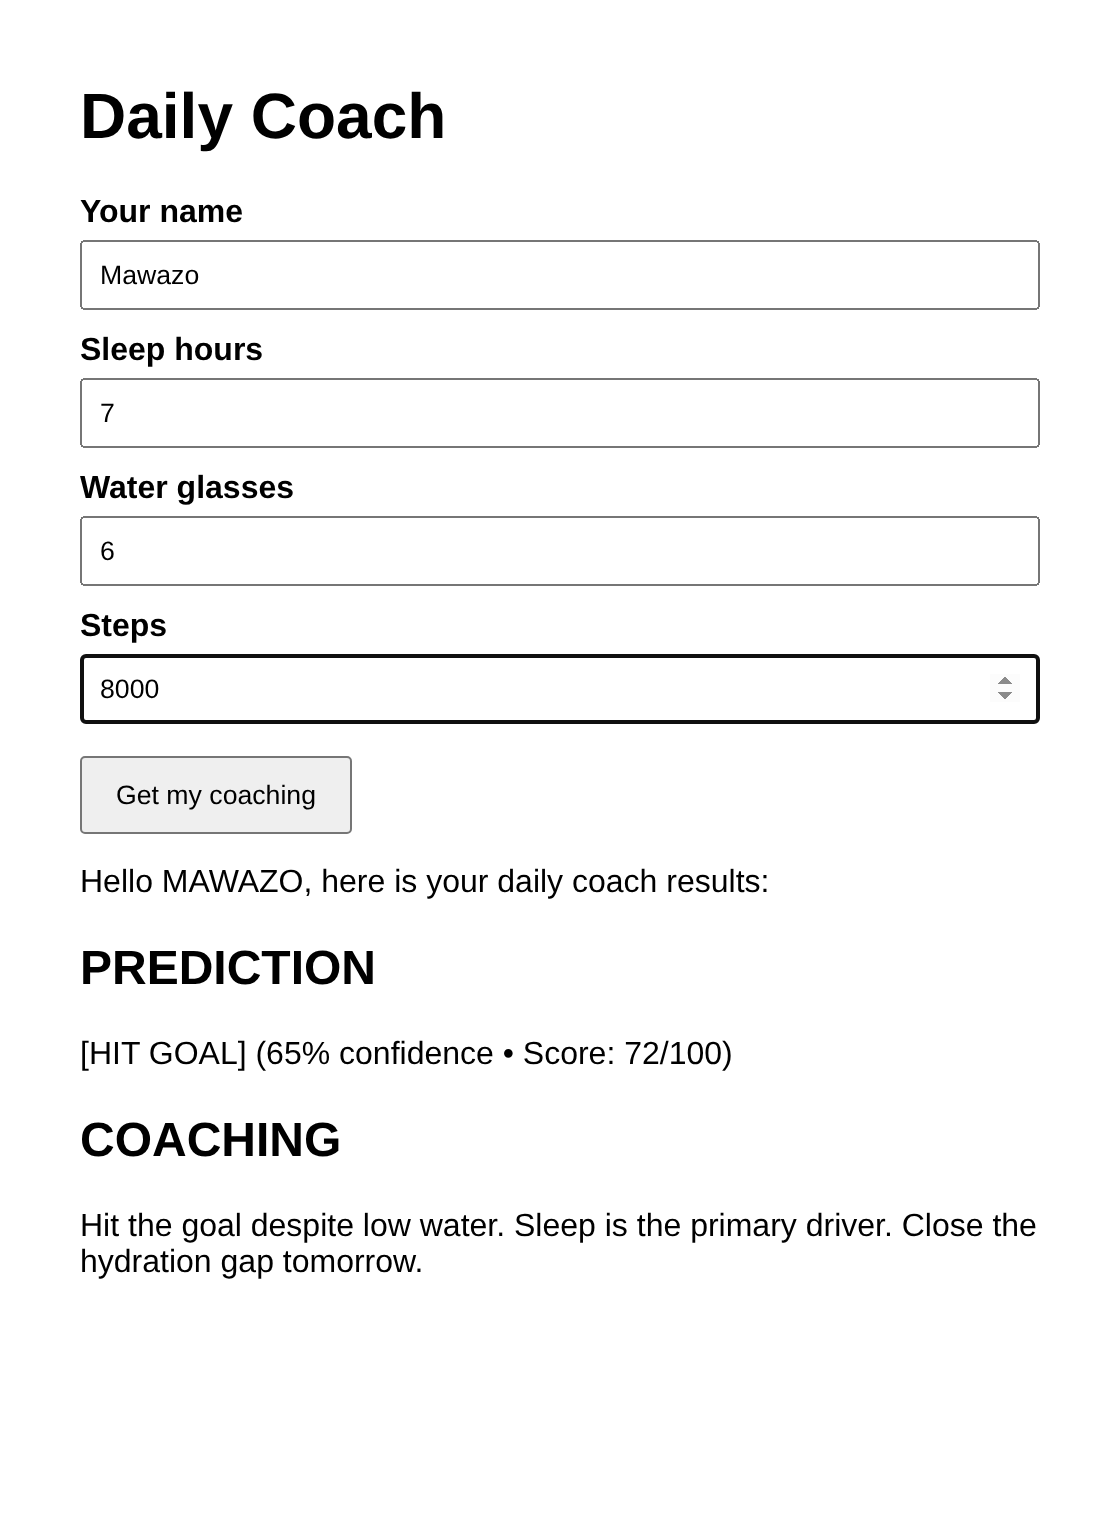 Daily Coach
Your name
Mawazo
Sleep hours
7
Water glasses
6
Steps
8000
Get my coaching
Hello MAWAZO, here is your daily coach results:
PREDICTION
[HIT GOAL] (65% confidence • Score: 72/100)
COACHING
Hit the goal despite low water. Sleep is the primary driver. Close the
hydration gap tomorrow.